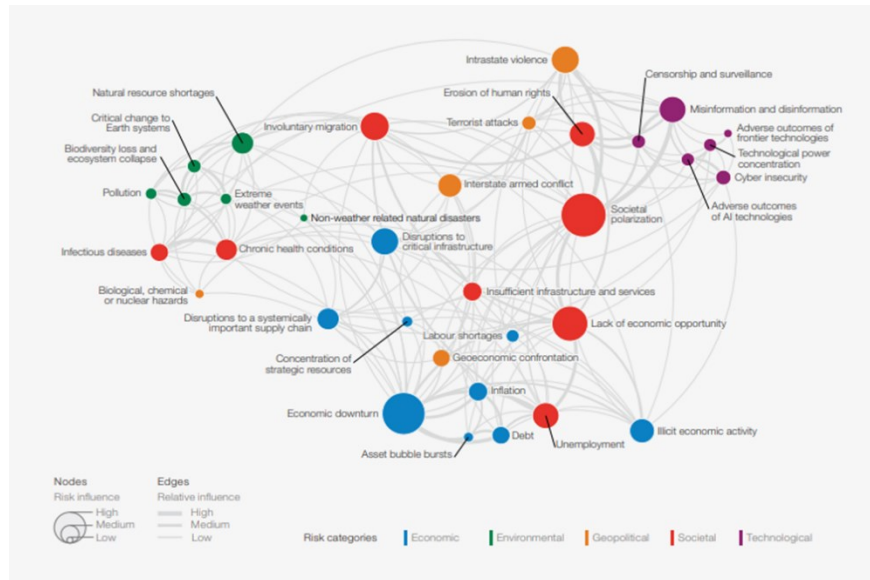 Intrastate violence
Censorship and surveillance
Natural resource shortages
Erosion of human rights
Misinformation and disinformation
Critical change to
Earth systems
Involuntary migration
Terrorist attacks
Adverse outcomes of
frontier technologies
Biodiversity loss and
ecosystem collapse
Technological power
concentration
Cyber insecurity
Pollution
Extreme
weather events
Interstate armed conflict
Adverse outcomes
of AI technologies
Non-weather related natural disasters
Societal
polarization
Infectious diseases
Chronic health conditions
Disruptions to
critical infrastructure
Biological, chemical
or nuclear hazards
Insufficient infrastructure and services
Disruptions to a systemically
important supply chain
Lack of economic opportunity
Labour shortages
Concentration of
strategic resources
Geoeconomic confrontation
Inflation
Economic downturn
Debt
Illicit economic activity
Unemployment
Asset bubble bursts
Nodes
Risk influence
High
Medium
Low
Edges
Relative influence
High
Medium
Low
Risk categories
Economic
Environmental
Geopolitical
Societal
Technological